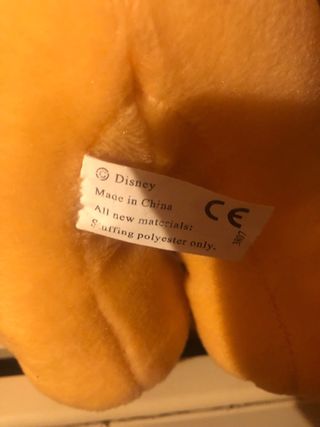 © Disney
Made in China
All new materials:
Stuffing polyester only.
CE